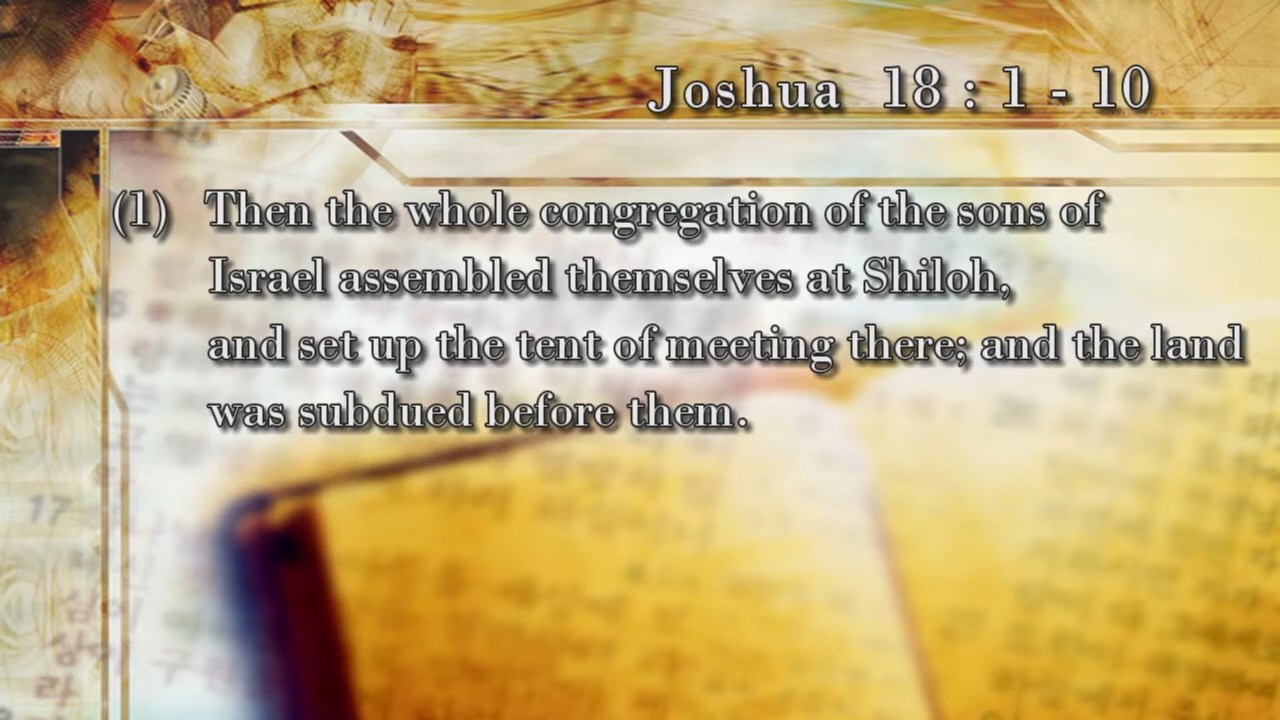 Joshua 18 : 1 - 10
(1) Then the whole congregation of the sons of
Israel assembled themselves at Shiloh,
and set up the tent of meeting there; and the land
was subdued before them.
17